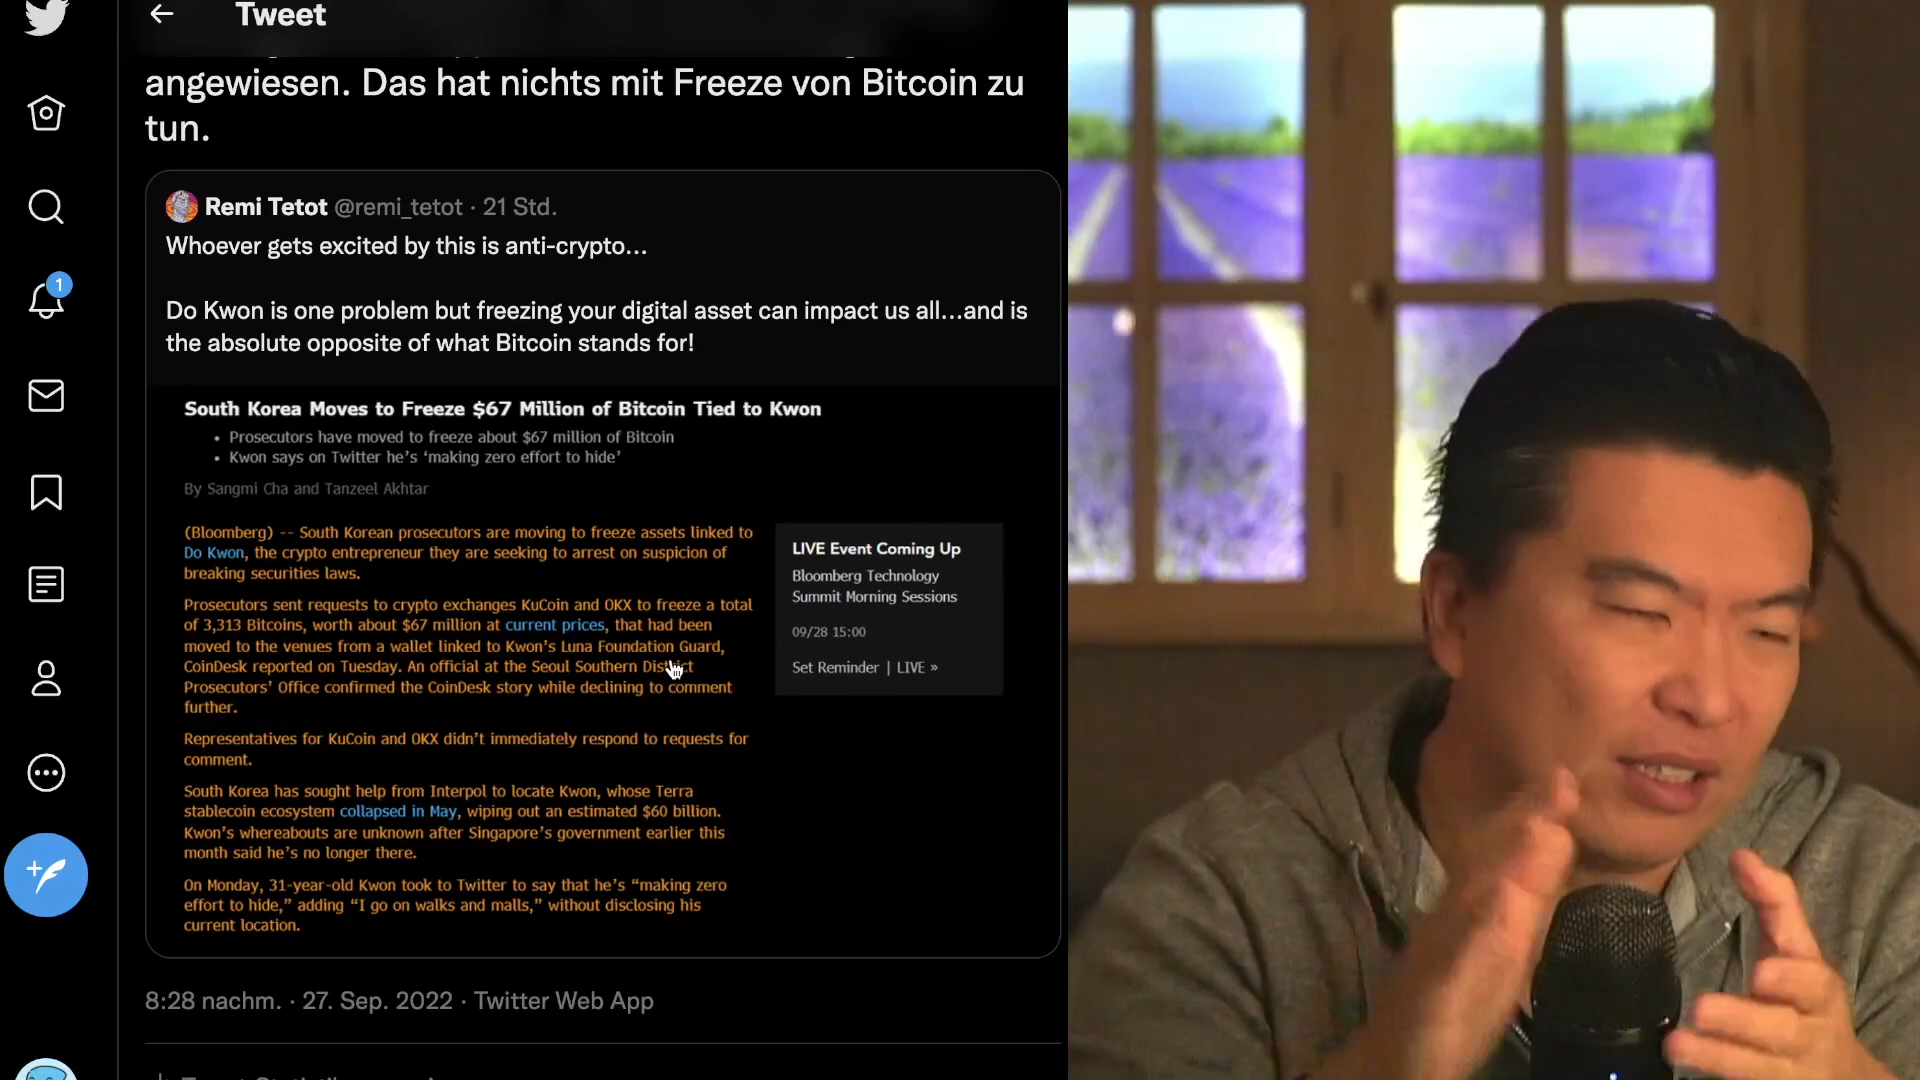 Tweet
angewiesen. Das hat nichts mit Freeze von Bitcoin zu
tun.
Remi Tetot @remi_tetot · 21 Std.
Whoever gets excited by this is anti-crypto...
Do Kwon is one problem but freezing your digital asset can impact us all...and is
the absolute opposite of what Bitcoin stands for!
South Korea Moves to Freeze $67 Million of Bitcoin Tied to Kwon
• Prosecutors have moved to freeze about $67 million of Bitcoin
• Kwon says on Twitter he's 'making zero effort to hide'
By Sangmi Cha and Tanzeel Akhtar
(Bloomberg) -- South Korean prosecutors are moving to freeze assets linked to
Do Kwon, the crypto entrepreneur they are seeking to arrest on suspicion of
breaking securities laws.
Prosecutors sent requests to crypto exchanges KuCoin and OKX to freeze a total
of 3,313 Bitcoins, worth about $67 million at current prices, that had been
moved to the venues from a wallet linked to Kwon's Luna Foundation Guard,
CoinDesk reported on Tuesday. An official at the Seoul Southern District
Prosecutors' Office confirmed the CoinDesk story while declining to comment
further.
Representatives for KuCoin and OKX didn't immediately respond to requests for
comment.
South Korea has sought help from Interpol to locate Kwon, whose Terra
stablecoin ecosystem collapsed in May, wiping out an estimated $60 billion.
Kwon's whereabouts are unknown after Singapore's government earlier this
month said he's no longer there.
On Monday, 31-year-old Kwon took to Twitter to say that he's "making zero
effort to hide," adding "I go on walks and malls," without disclosing his
current location.
LIVE Event Coming Up
Bloomberg Technology
Summit Morning Sessions
09/28 15:00
Set Reminder | LIVE »
1
8:28 nachm. · 27. Sep. 2022 · Twitter Web App